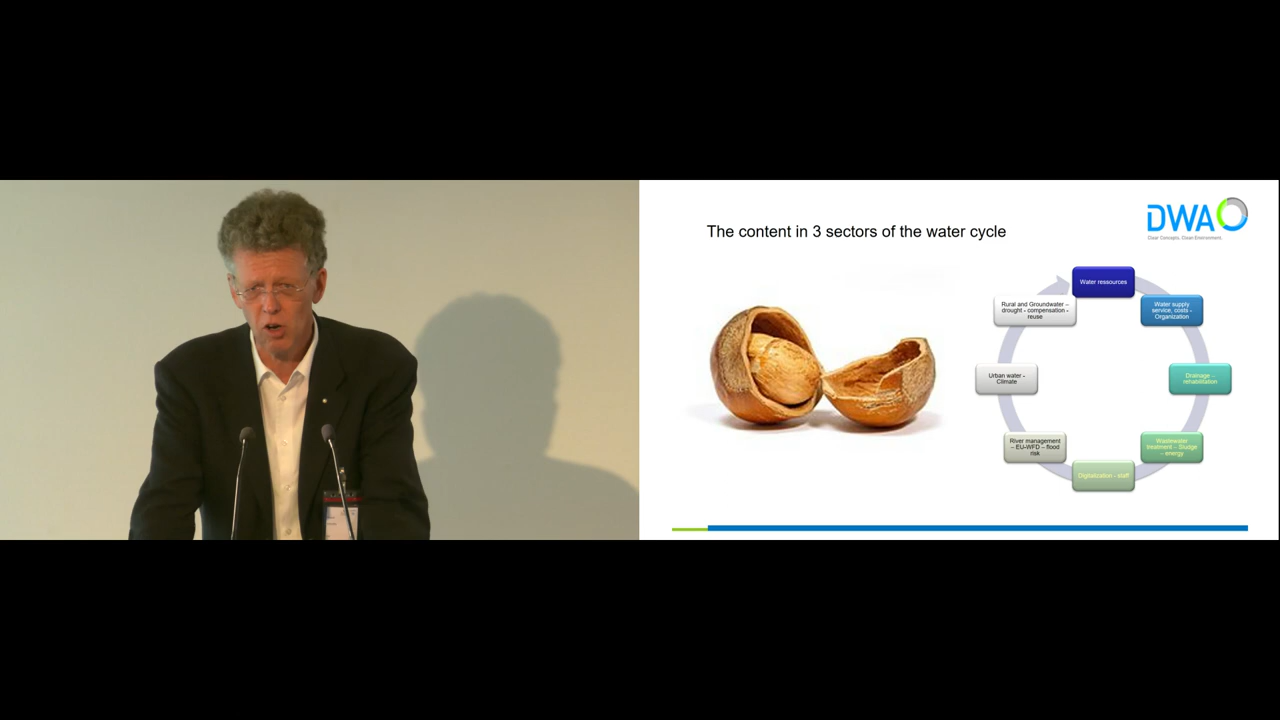 The content in 3 sectors of the water cycle
DWA
Clear Concepts. Clean Environment.
Water ressources
Water supply
service, costs -
Organization
Drainage –
rehabilitation
Wastewater
treatment – Sludge
– energy
Digitalization - staff
River management
– EU-WFD – flood
risk
Urban water -
Climate
Rural and Groundwater –
drought - compensation -
reuse